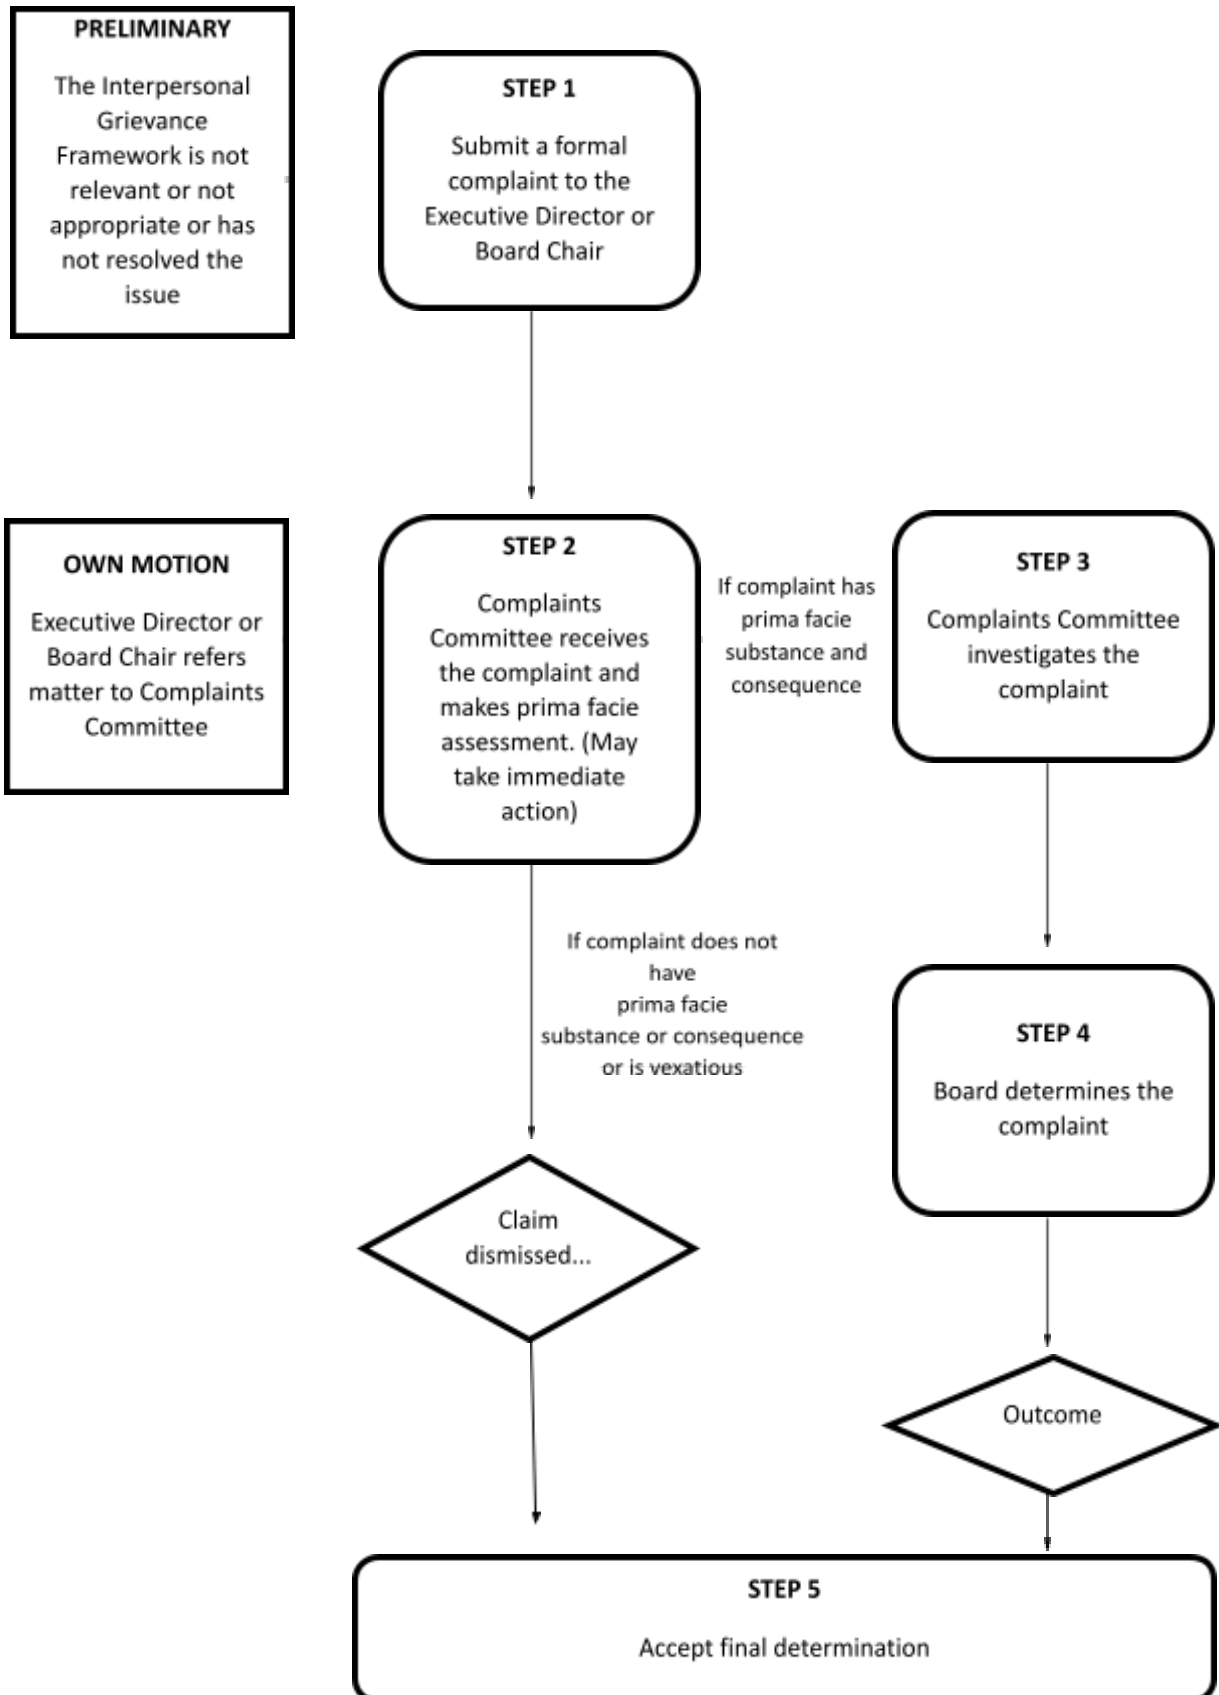 PRELIMINARY
The Interpersonal
Grievance
Framework is not
relevant or not
appropriate or has
not resolved the
issue
STEP 1
Submit a formal
complaint to the
Executive Director or
Board Chair
OWN MOTION
Executive Director or
Board Chair refers
matter to Complaints
Committee
STEP 2
Complaints
Committee receives
the complaint and
makes prima facie
assessment. (May
take immediate
action)
If complaint has
prima facie
substance and
consequence
STEP 3
Complaints Committee
investigates the
complaint
If complaint does not
have
prima facie
substance or consequence
or is vexatious
STEP 4
Board determines the
complaint
Claim
dismissed...
Outcome
STEP 5
Accept final determination